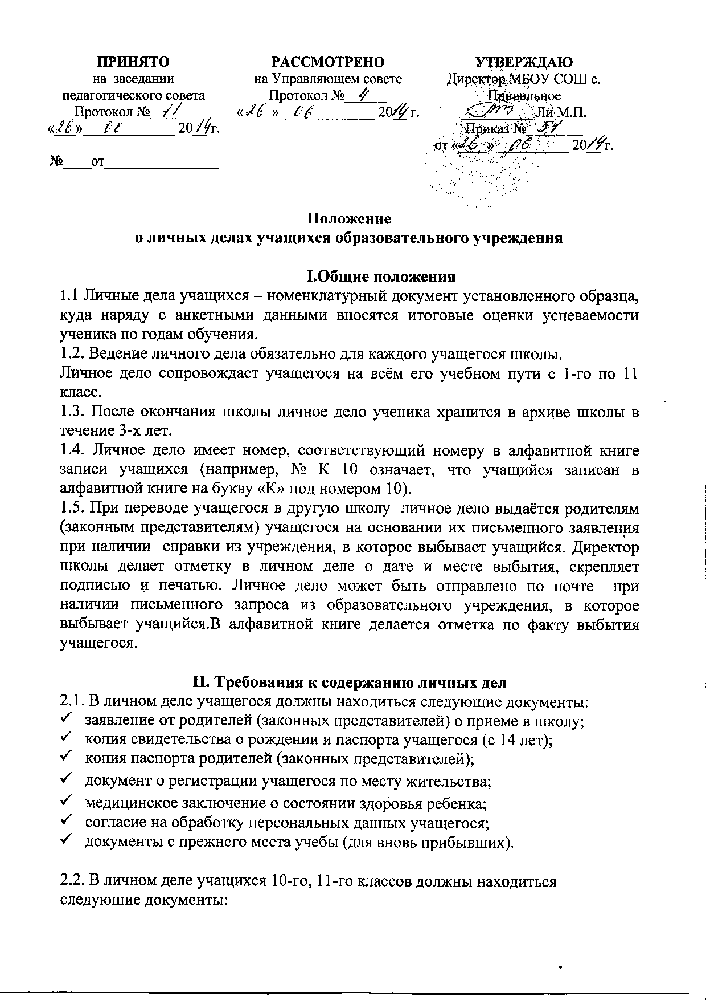 ПРИНЯТО
на заседании
педагогического совета
Протокол № 11
«26» 06 2014г.
№____от________________
РАССМОТРЕНО
на Управляющем совете
Протокол № 4
«26 » 06 2014 г.
УТВЕРЖДАЮ
Директор МБОУ СОШ с.
Привольное
Ли М.П.
Приказ № 51
от «26 » 06 2014г.
Положение
о личных делах учащихся образовательного учреждения
I.Общие положения
1.1 Личные дела учащихся – номенклатурный документ установленного образца,
куда наряду с анкетными данными вносятся итоговые оценки успеваемости
ученика по годам обучения.
1.2. Ведение личного дела обязательно для каждого учащегося школы.
Личное дело сопровождает учащегося на всём его учебном пути с 1-го по 11
класс.
1.3. После окончания школы личное дело ученика хранится в архиве школы в
течение 3-х лет.
1.4. Личное дело имеет номер, соответствующий номеру в алфавитной книге
записи учащихся (например, № К 10 означает, что учащийся записан в
алфавитной книге на букву «К» под номером 10).
1.5. При переводе учащегося в другую школу личное дело выдаётся родителям
(законным представителям) учащегося на основании их письменного заявления
при наличии справки из учреждения, в которое выбывает учащийся. Директор
школы делает отметку в личном деле о дате и месте выбытия, скрепляет
подписью и печатью. Личное дело может быть отправлено по почте при
наличии письменного запроса из образовательного учреждения, в которое
выбывает учащийся.В алфавитной книге делается отметка по факту выбытия
учащегося.
II. Требования к содержанию личных дел
2.1. В личном деле учащегося должны находиться следующие документы:
✓ заявление от родителей (законных представителей) о приеме в школу;
✓ копия свидетельства о рождении и паспорта учащегося (с 14 лет);
✓ копия паспорта родителей (законных представителей);
✓ документ о регистрации учащегося по месту жительства;
✓ медицинское заключение о состоянии здоровья ребенка;
✓ согласие на обработку персональных данных учащегося;
✓ документы с прежнего места учебы (для вновь прибывших).
2.2. В личном деле учащихся 10-го, 11-го классов должны находиться
следующие документы: